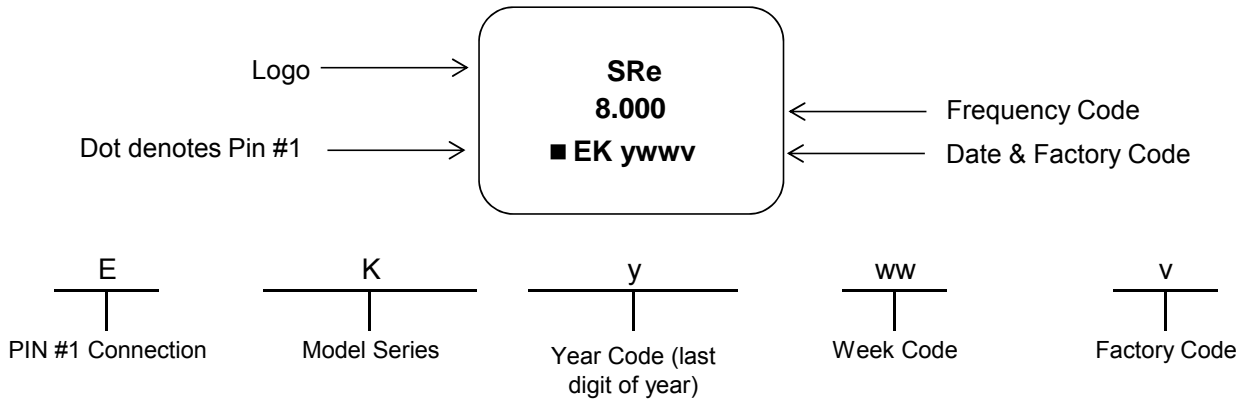 Logo
SRe
8.000
Frequency Code
Dot denotes Pin #1
■ EK ywwv
Date & Factory Code
E
K
y
ww
v
PIN #1 Connection
Model Series
Year Code (last
digit of year)
Week Code
Factory Code